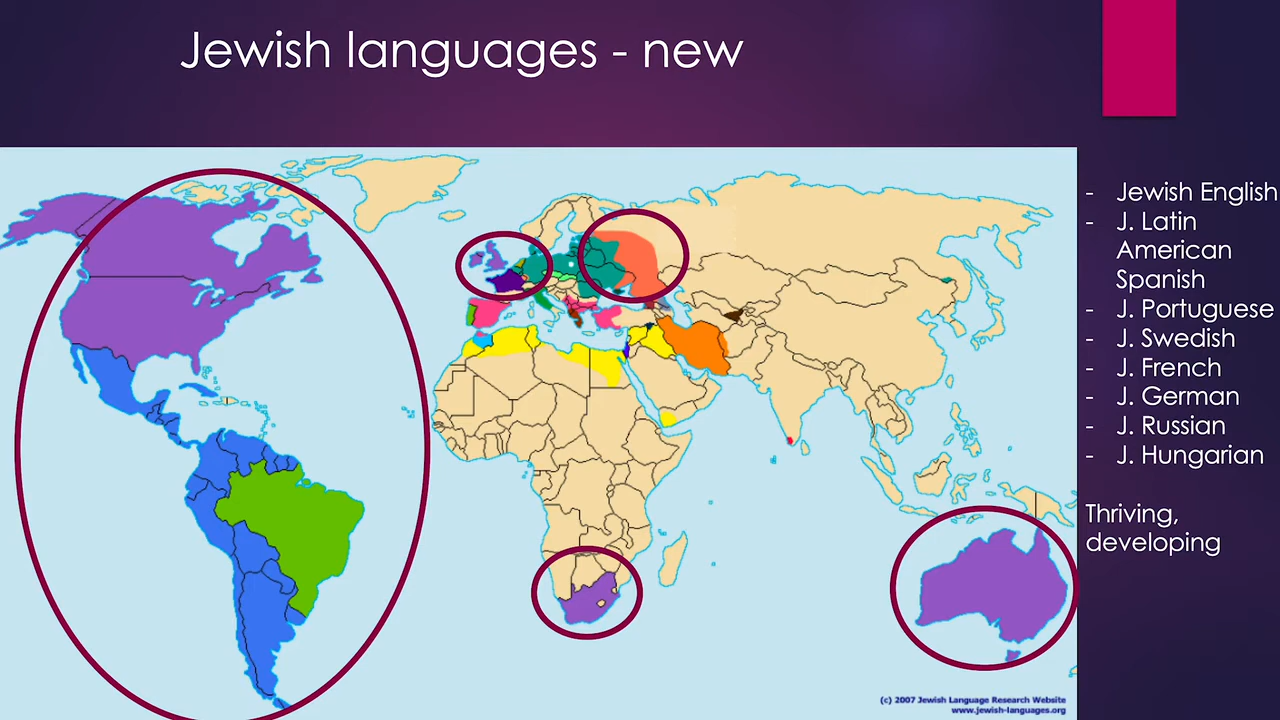 Jewish languages - new
- Jewish English
- J. Latin
American
Spanish
- J. Portuguese
- J. Swedish
- J. French
- J. German
- J. Russian
- J. Hungarian
Thriving,
developing
(c) 2007 Jewish Language Research Website
www.jewish-languages.org